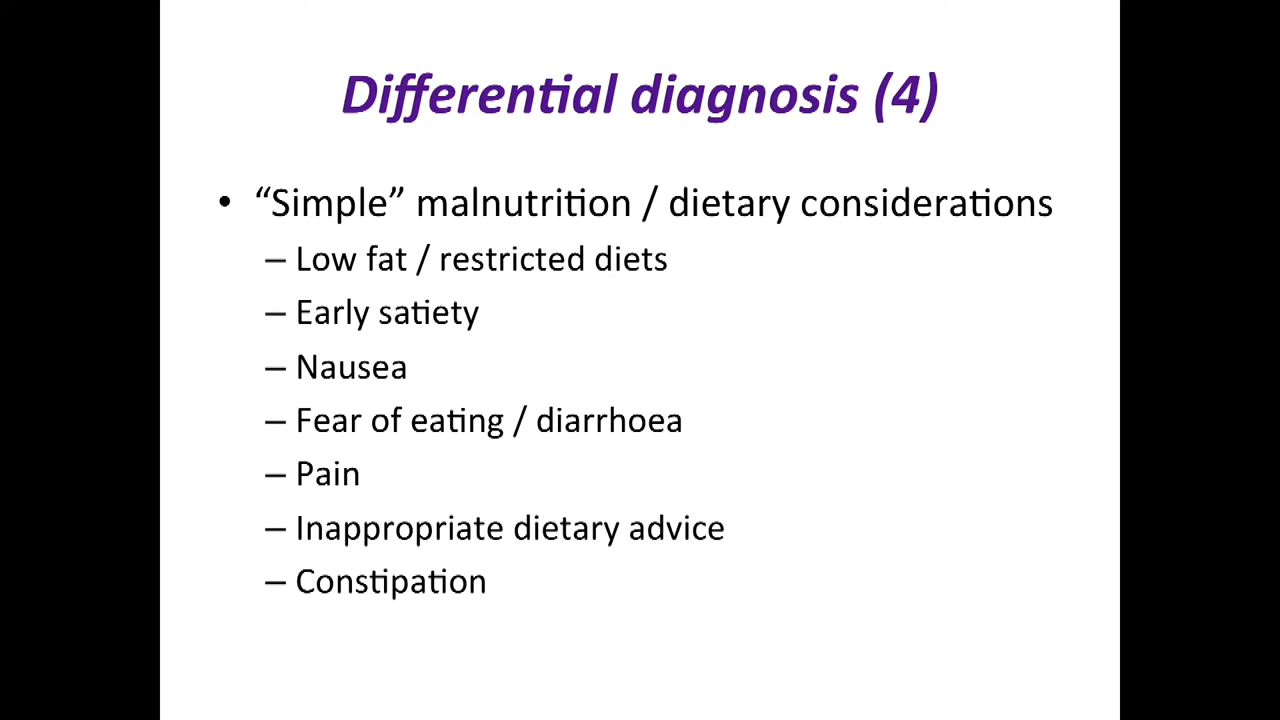 Differential diagnosis (4)
• “Simple” malnutrition / dietary considerations
– Low fat / restricted diets
– Early satiety
– Nausea
– Fear of eating / diarrhoea
– Pain
– Inappropriate dietary advice
– Constipation